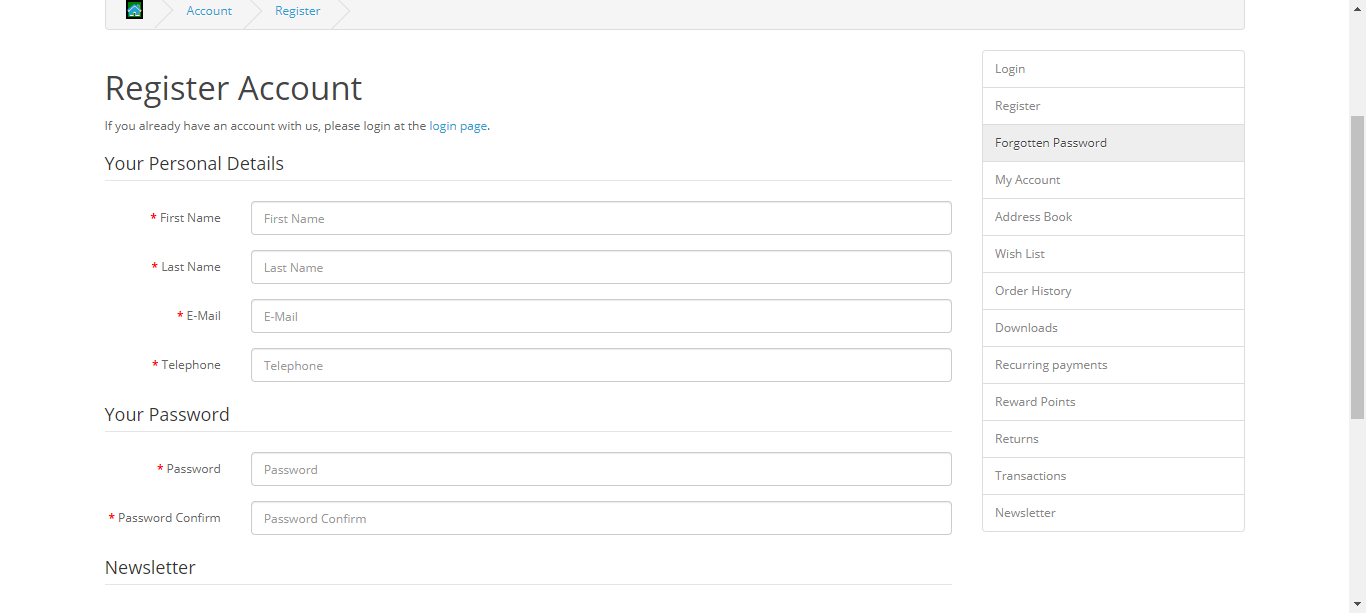 Account Register
Register Account
If you already have an account with us, please login at the login page.
Your Personal Details
* First Name First Name
* Last Name Last Name
* E-Mail E-Mail
* Telephone Telephone
Your Password
* Password Password
* Password Confirm Password Confirm
Newsletter
Login
Register
Forgotten Password
My Account
Address Book
Wish List
Order History
Downloads
Recurring payments
Reward Points
Returns
Transactions
Newsletter